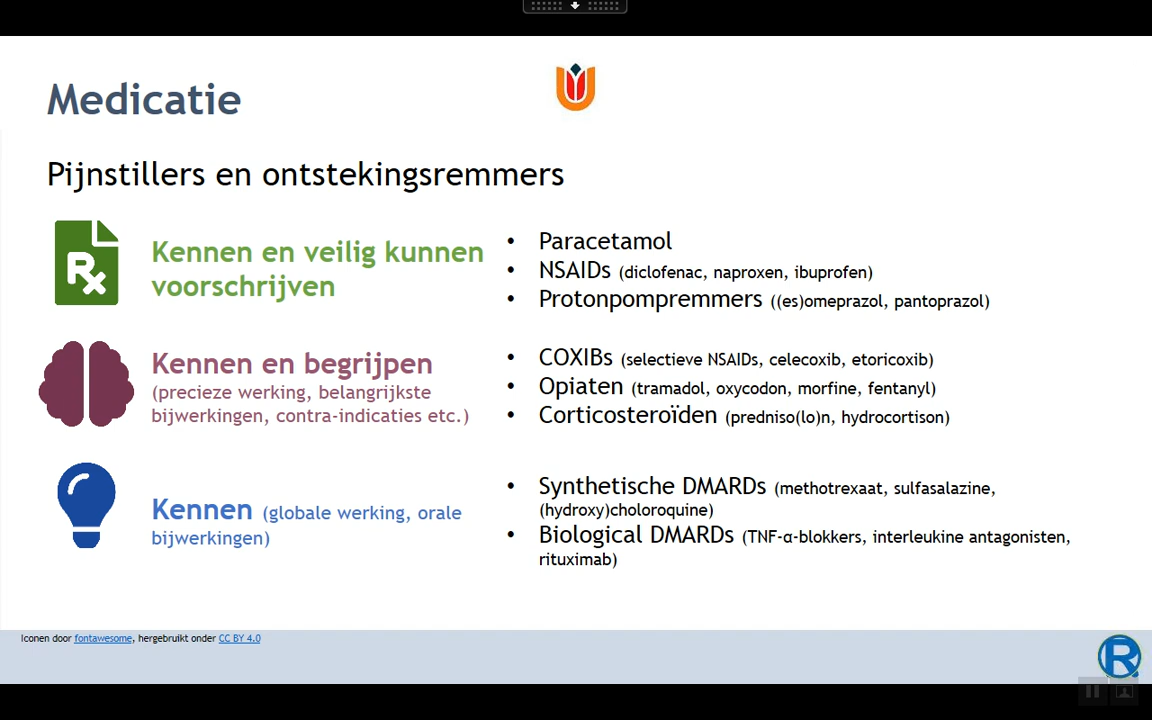 Medicatie
Pijnstillers en ontstekingsremmers
Kennen en veilig kunnen
voorschrijven
• Paracetamol
• NSAIDs (diclofenac, naproxen, ibuprofen)
• Protonpompremmers ((es)omeprazol, pantoprazol)
Kennen en begrijpen
(precieze werking, belangrijkste
bijwerkingen, contra-indicaties etc.)
• COXIBs (selectieve NSAIDs, celecoxib, etoricoxib)
• Opiaten (tramadol, oxycodon, morfine, fentanyl)
• Corticosteroïden (predniso(lo)n, hydrocortison)
Kennen (globale werking, orale
bijwerkingen)
• Synthetische DMARDs (methotrexaat, sulfasalazine,
(hydroxy)choloroquine)
• Biological DMARDs (TNF-α-blokkers, interleukine antagonisten,
rituximab)
Iconen door fontawesome, hergebruikt onder CC BY 4.0